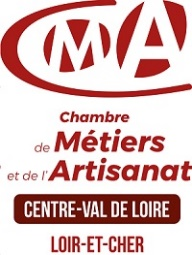 CMA
Chambre
de Métiers
et de l'Artisanat
CENTRE-VAL DE LOIRE
LOIR-ET-CHER